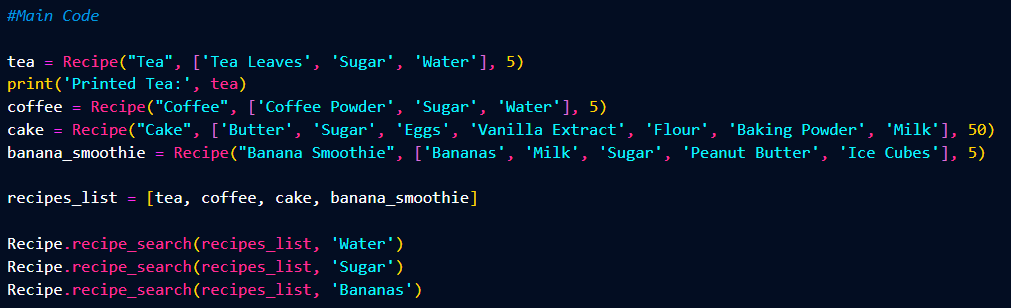 #Main Code
tea = Recipe("Tea", ['Tea Leaves', 'Sugar', 'Water'], 5)
print('Printed Tea:', tea)
coffee = Recipe("Coffee", ['Coffee Powder', 'Sugar', 'Water'], 5)
cake = Recipe("Cake", ['Butter', 'Sugar', 'Eggs', 'Vanilla Extract', 'Flour', 'Baking Powder', 'Milk'], 50)
banana_smoothie = Recipe("Banana Smoothie", ['Bananas', 'Milk', 'Sugar', 'Peanut Butter', 'Ice Cubes'], 5)
recipes_list = [tea, coffee, cake, banana_smoothie]
Recipe.recipe_search(recipes_list, 'Water')
Recipe.recipe_search(recipes_list, 'Sugar')
Recipe.recipe_search(recipes_list, 'Bananas')